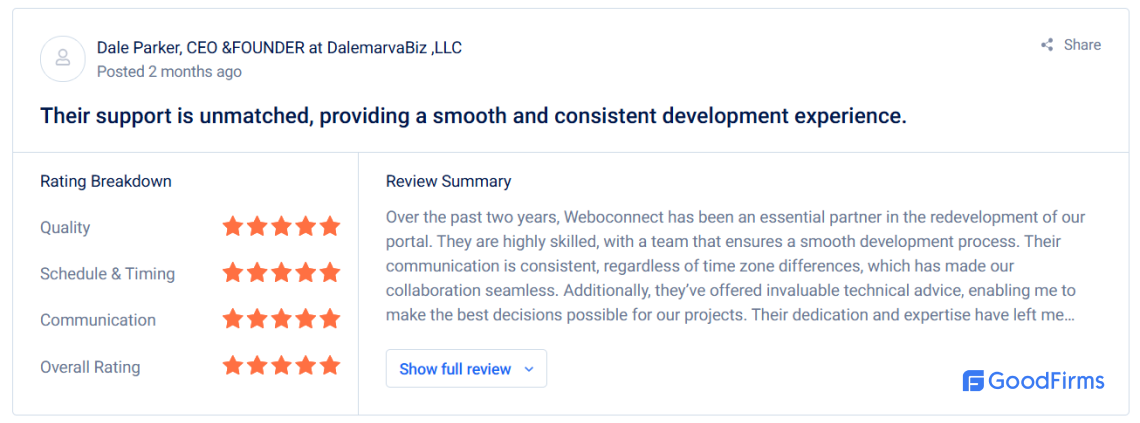 Dale Parker, CEO &FOUNDER at DalemarvaBiz ,LLC
Share
Posted 2 months ago
Their support is unmatched, providing a smooth and consistent development experience.
Rating Breakdown
Quality
Schedule & Timing
Communication
Overall Rating
Review Summary
Over the past two years, Weboconnect has been an essential partner in the redevelopment of our
portal. They are highly skilled, with a team that ensures a smooth development process. Their
communication is consistent, regardless of time zone differences, which has made our
collaboration seamless. Additionally, they’ve offered invaluable technical advice, enabling me to
make the best decisions possible for our projects. Their dedication and expertise have left me…
Show full review
GoodFirms